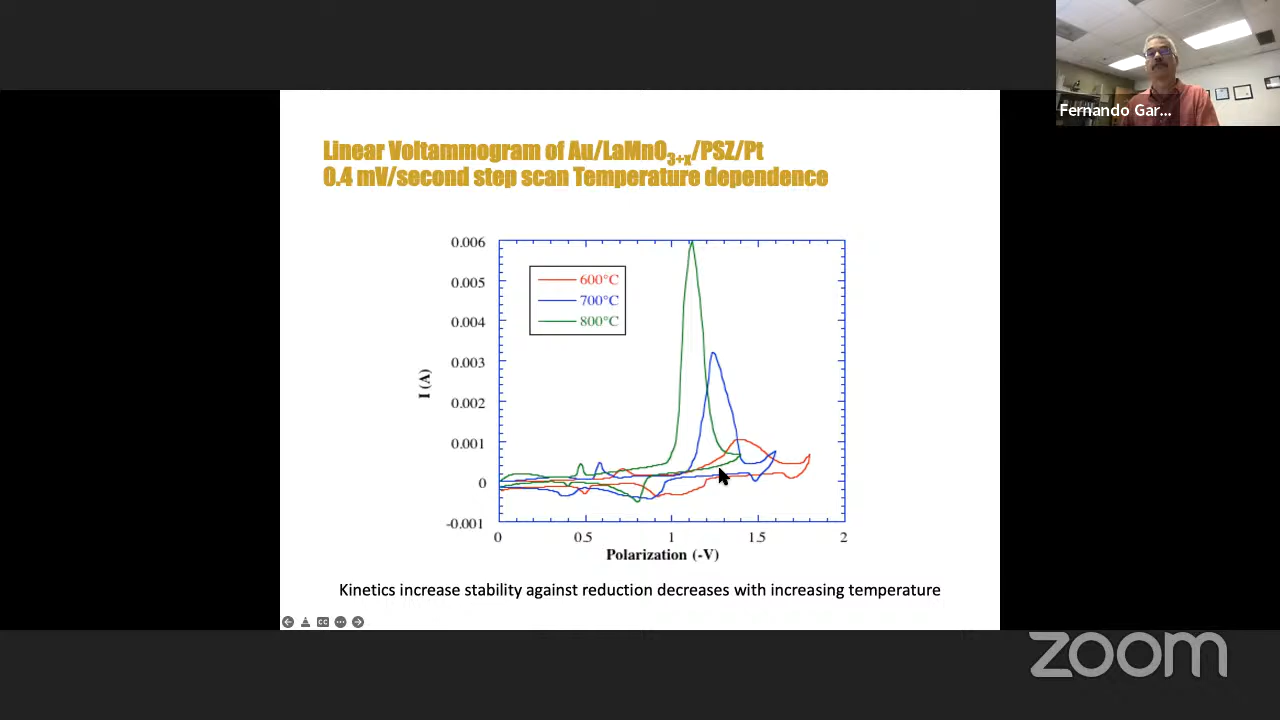 Fernando Gar...
Linear Voltammogram of Au/LaMnO3+x/PSZ/Pt
0.4 mV/second step scan Temperature dependence
0.006
0.005
0.004
0.003
0.002
0.001
0
-0.001
I (A)
600°C
700°C
800°C
0
0.5
1
1.5
2
Polarization (-V)
Kinetics increase stability against reduction decreases with increasing temperature
CC
zoom